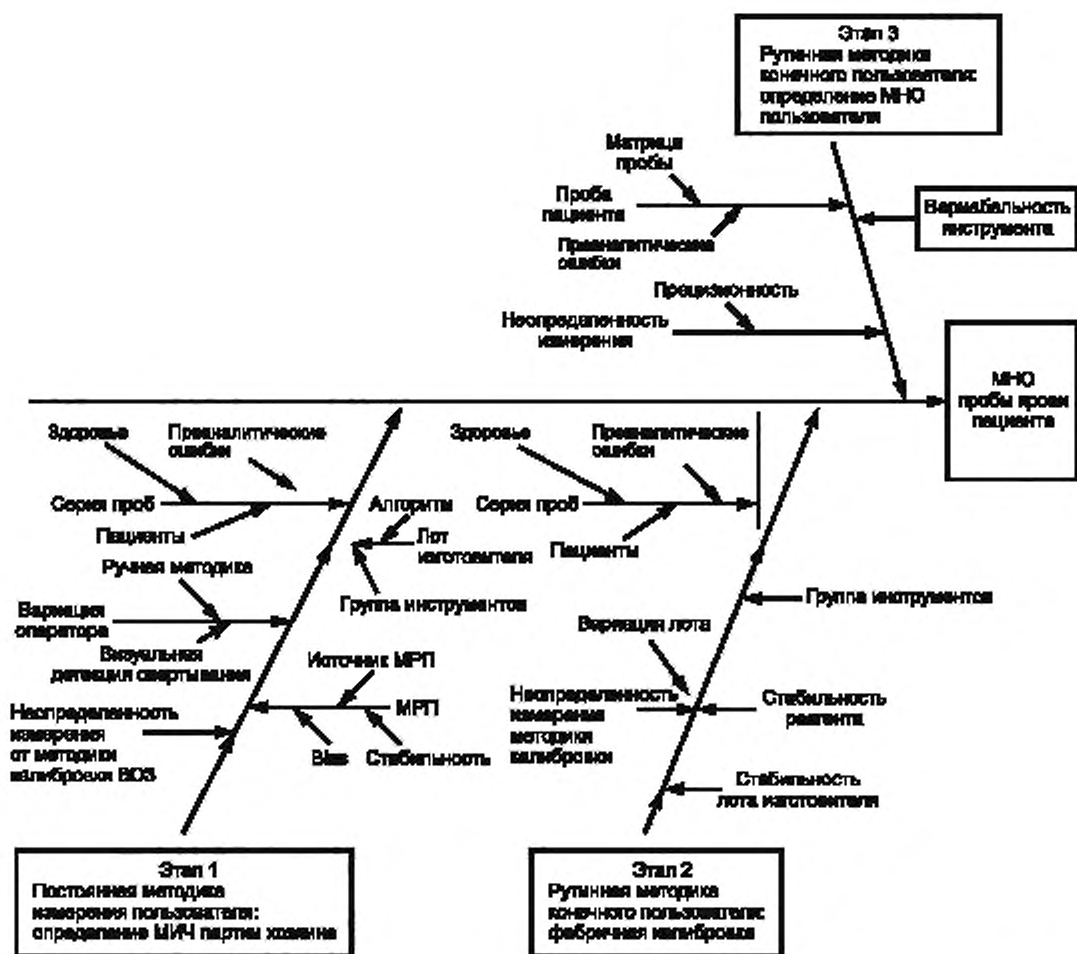 Этап 3
Рутинная методика
конечного пользователя:
определение МНО
пользователя
Матрица
пробы
Проба
пациента
Преаналитические
ошибки
Вариабальность
инструмента
Прецизионность
Неопределенность
измерения
МНО
пробы крови
пациента
Здоровые
Преаналитические
ошибки
Серия проб
Пациенты
Алгоритм
Лот
изготовителя
Ручная методика
Группа инструментов
Вариация
оператора
Визуальная
детекция свертывания
Источник МРП
МРП
Неопределенность
измерения
от методики
калибровки ВОЗ
Bias
Стабильность
Здоровье
Преаналитические
ошибки
Серия проб
Пациенты
Группа инструментов
Вариация лота
Неопределенность
измерения
методики
калибровки
Стабильность
реагента
Стабильность
лота изготовителя
Этап 1
Постоянная методика
измерения пользователя:
определение МИЧ партии хозяина
Этап 2
Рутинная методика
конечного пользователя:
фабричная калибровка